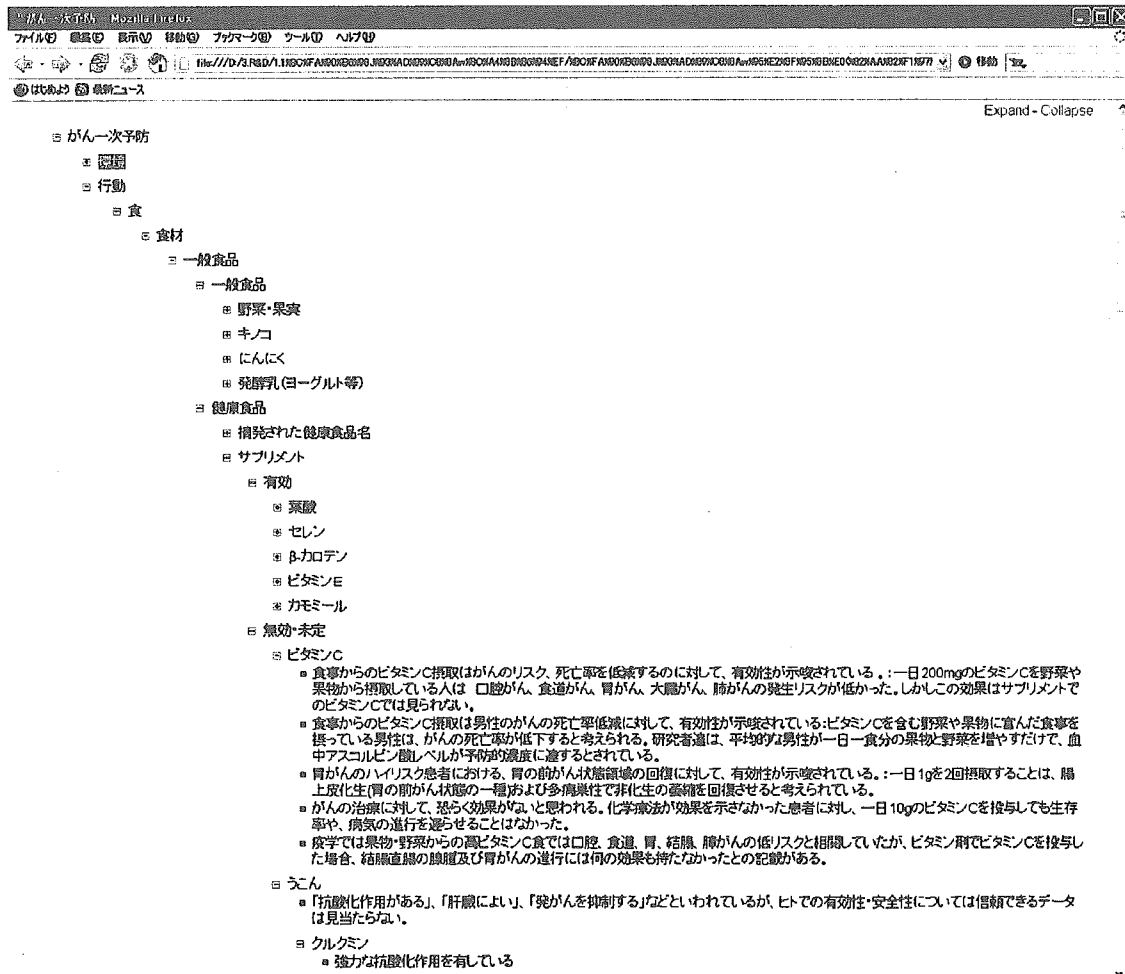 がん一次予防 - Mozilla Firefox
ファイル(F) 編集(E) 表示(V) 移動(G) ブックマーク(B) ツール(T) ヘルプ(H)
移動
はじめよう 最新ニュース
Expand - Collapse
がん一次予防
環境
行動
食
食材
一般食品
一般食品
野菜・果実
キノコ
にんにく
発酵乳(ヨーグルト等)
健康食品
摘発された健康食品名
サプリメント
有効
葉酸
セレン
β-カロテン
ビタミンE
カモミール
無効・未定
ビタミンC
食事からのビタミンC摂取はがんのリスク、死亡率を低減するのに対して、有効性が示唆されている。:一日200mgのビタミンCを野菜や
果物から摂取している人は 口腔がん、食道がん、胃がん、大腸がん、肺がんの発生リスクが低かった。しかしこの効果はサプリメントで
のビタミンCでは見られない。
食事からのビタミンC摂取は男性のがんの死亡率低減に対して、有効性が示唆されている:ビタミンCを含む野菜や果物に富んだ食事を
摂っている男性は、がんの死亡率が低下すると考えられる。研究者達は、平均的な男性が一日一食分の果物と野菜を増やすだけで、血
中アスコルビン酸レベルが予防的濃度に達するとされている。
胃がんのハイリスク患者における、胃の前がん状態領域の回復に対して、有効性が示唆されている。:一日1gを2回摂取することは、腸
上皮化生(胃の前がん状態の一種)および多病巣性で非化生の萎縮を回復させると考えられている。
がんの治療に対して、恐らく効果がないと思われる。化学療法が効果を示さなかった患者に対し、一日10gのビタミンCを投与しても生存
率や、病気の進行を遅らせることはなかった。
疫学では果物・野菜からの高ビタミンC食では口腔、食道、胃、結腸、肺がんの低リスクと相関していたが、ビタミン剤でビタミンCを投与し
た場合、結腸直腸の腺腫及び胃がんの進行には何の効果も持たなかったとの記載がある。
うこん
「抗酸化作用がある」、「肝臓によい」、「発がんを抑制する」などといわれているが、ヒトでの有効性・安全性については信頼できるデータ
は見当たらない。
クルクミン
強力な抗酸化作用を有している